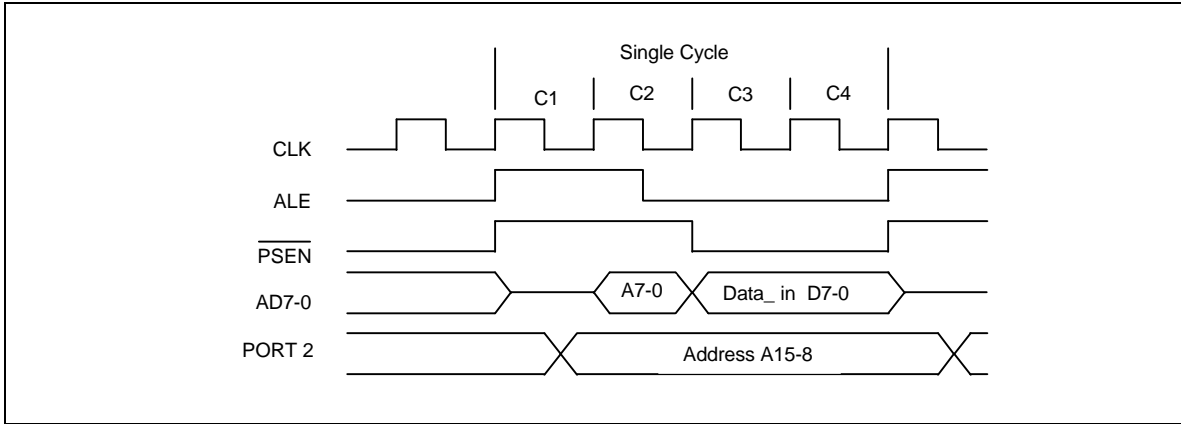 Single Cycle
C1 C2 C3 C4
CLK
ALE
PSEN
AD7-0 A7-0 Data_ in D7-0
PORT 2 Address A15-8